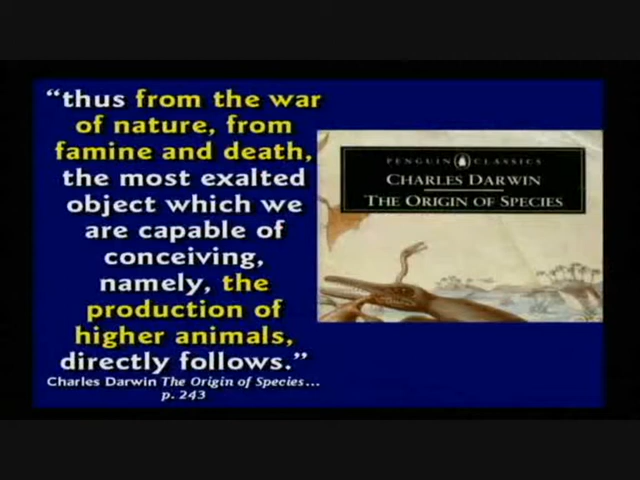 “thus from the war
of nature, from
famine and death,
the most exalted
object which we
are capable of
conceiving,
namely, the
production of
higher animals,
directly follows.”
Charles Darwin The Origin of Species...
p. 243
PENGUIN CLASSICS
CHARLES DARWIN
THE ORIGIN OF SPECIES